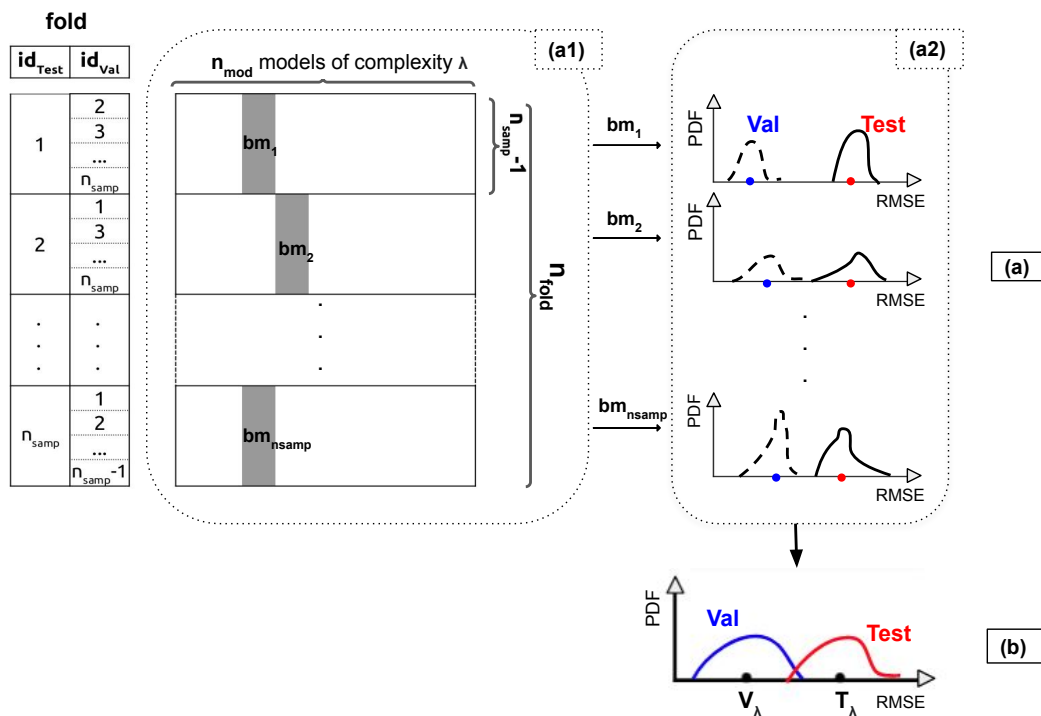 fold
id_Test id_Val
1
2
3
...
n_samp
2
1
3
...
n_samp
. .
. .
. .
n_samp
1
2
...
n_samp-1
(a1)
n_mod models of complexity λ
bm_1
bm_2
.
.
.
bm_nsamp
n_samp-1
n_fold
bm_1
bm_2
bm_nsamp
(a2)
PDF
Val
Test
RMSE
PDF
RMSE
.
.
.
PDF
RMSE
(a)
PDF
Val
Test
V_λ
T_λ
RMSE
(b)